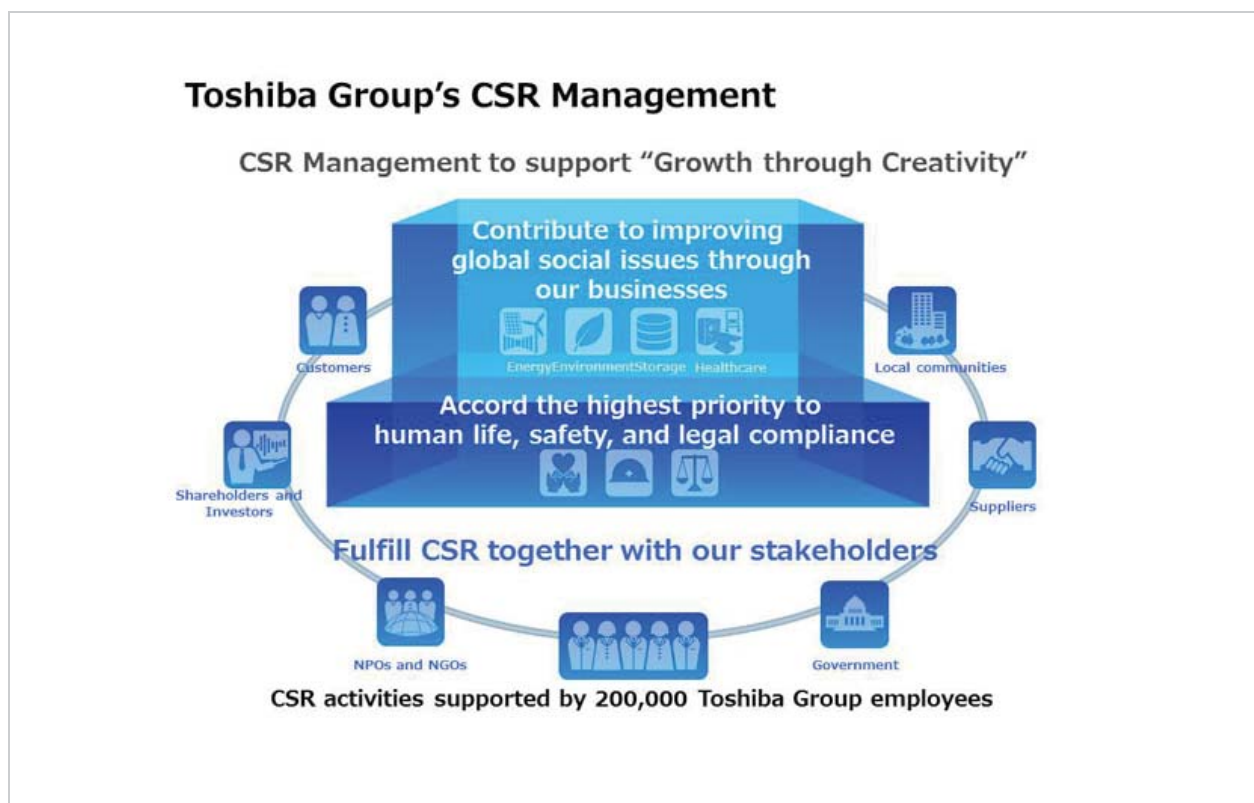 Toshiba Group’s CSR Management
CSR Management to support “Growth through Creativity”
Contribute to improving
global social issues through
our businesses
Customers
EnergyEnvironmentStorage Healthcare
Local communities
Accord the highest priority to
human life, safety, and legal compliance
Shareholders and
Investors
Suppliers
Fulfill CSR together with our stakeholders
NPOs and NGOs
Government
CSR activities supported by 200,000 Toshiba Group employees